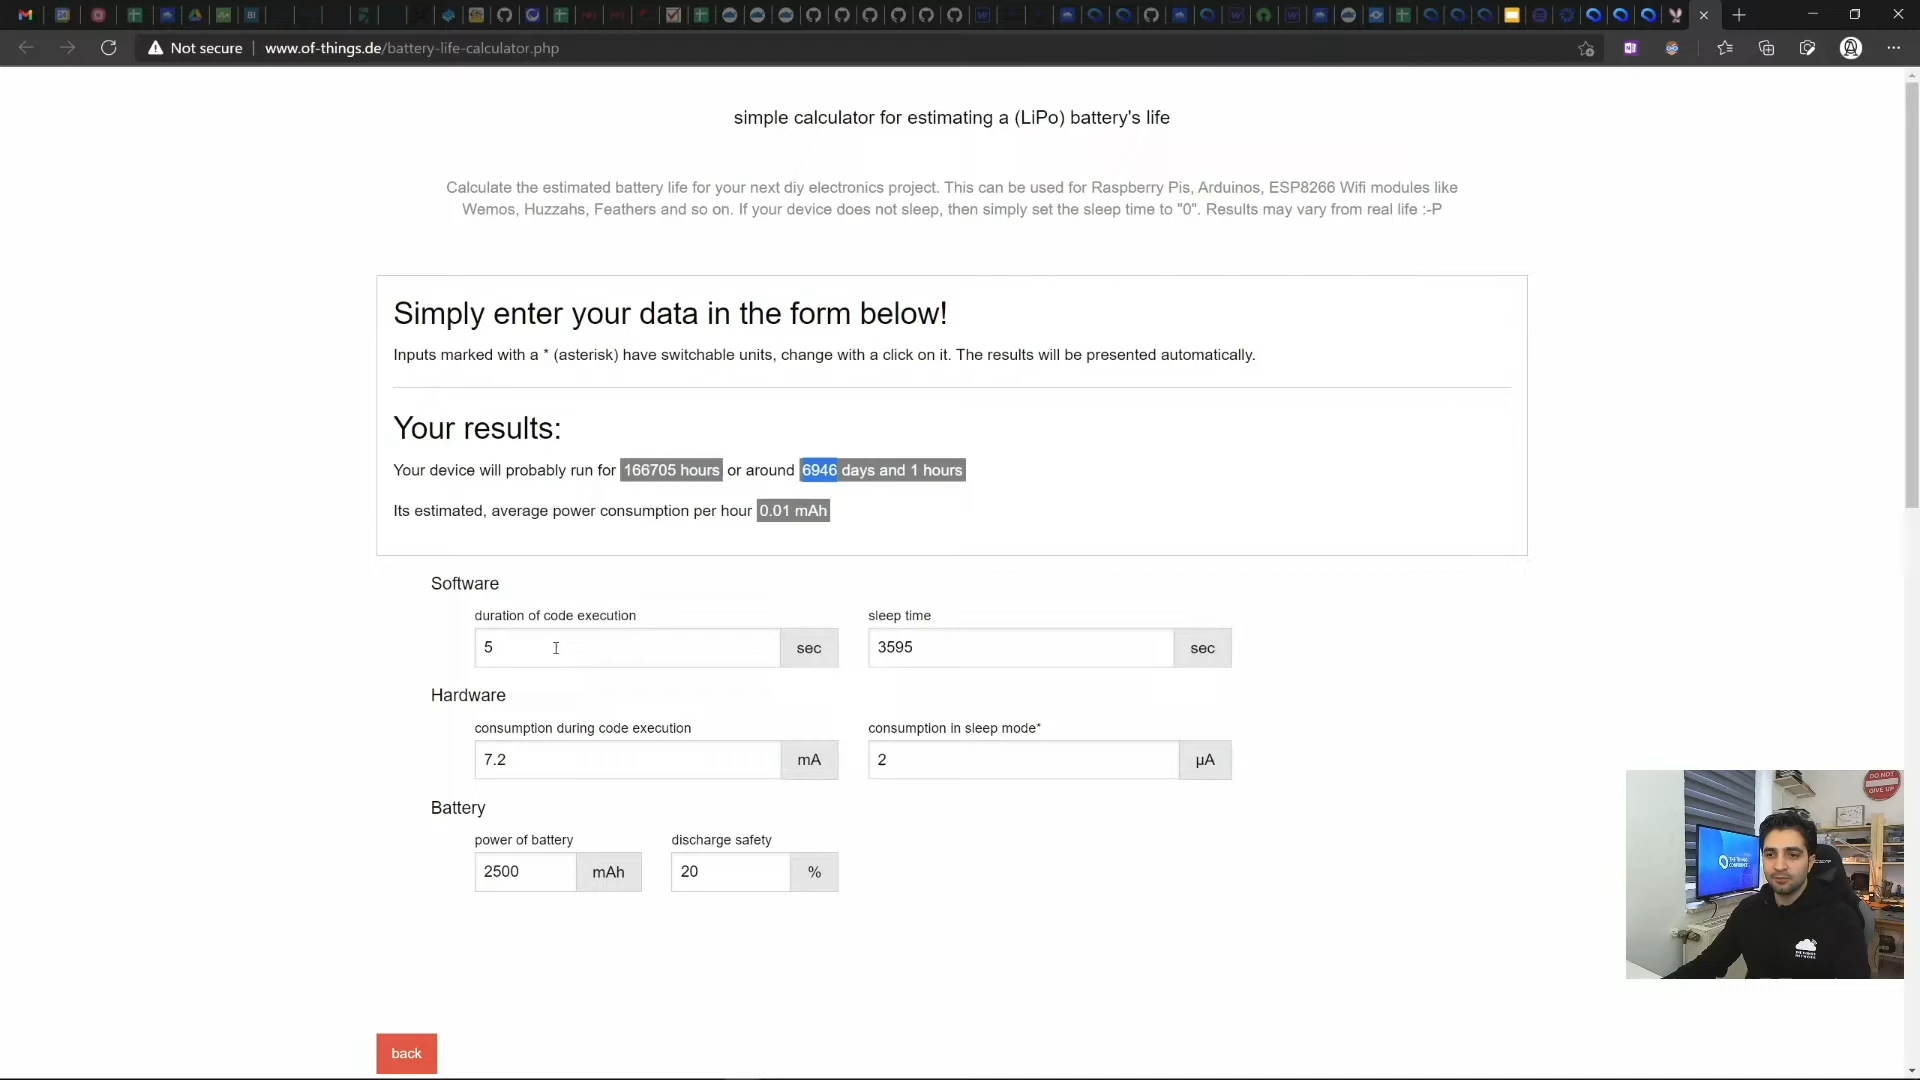 Not secure
www.of-things.de/battery-life-calculator.php
simple calculator for estimating a (LiPo) battery's life
Calculate the estimated battery life for your next diy electronics project. This can be used for Raspberry Pis, Arduinos, ESP8266 Wifi modules like
Wemos, Huzzahs, Feathers and so on. If your device does not sleep, then simply set the sleep time to "0". Results may vary from real life :-P
Simply enter your data in the form below!
Inputs marked with a * (asterisk) have switchable units, change with a click on it. The results will be presented automatically.
Your results:
Your device will probably run for 166705 hours or around 6946 days and 1 hours
Its estimated, average power consumption per hour 0.01 mAh
Software
duration of code execution
sleep time
5 sec
3595 sec
Hardware
consumption during code execution
consumption in sleep mode*
7.2 mA
2 µA
Battery
power of battery
discharge safety
2500 mAh
20 %
back
DO NOT
GIVE UP